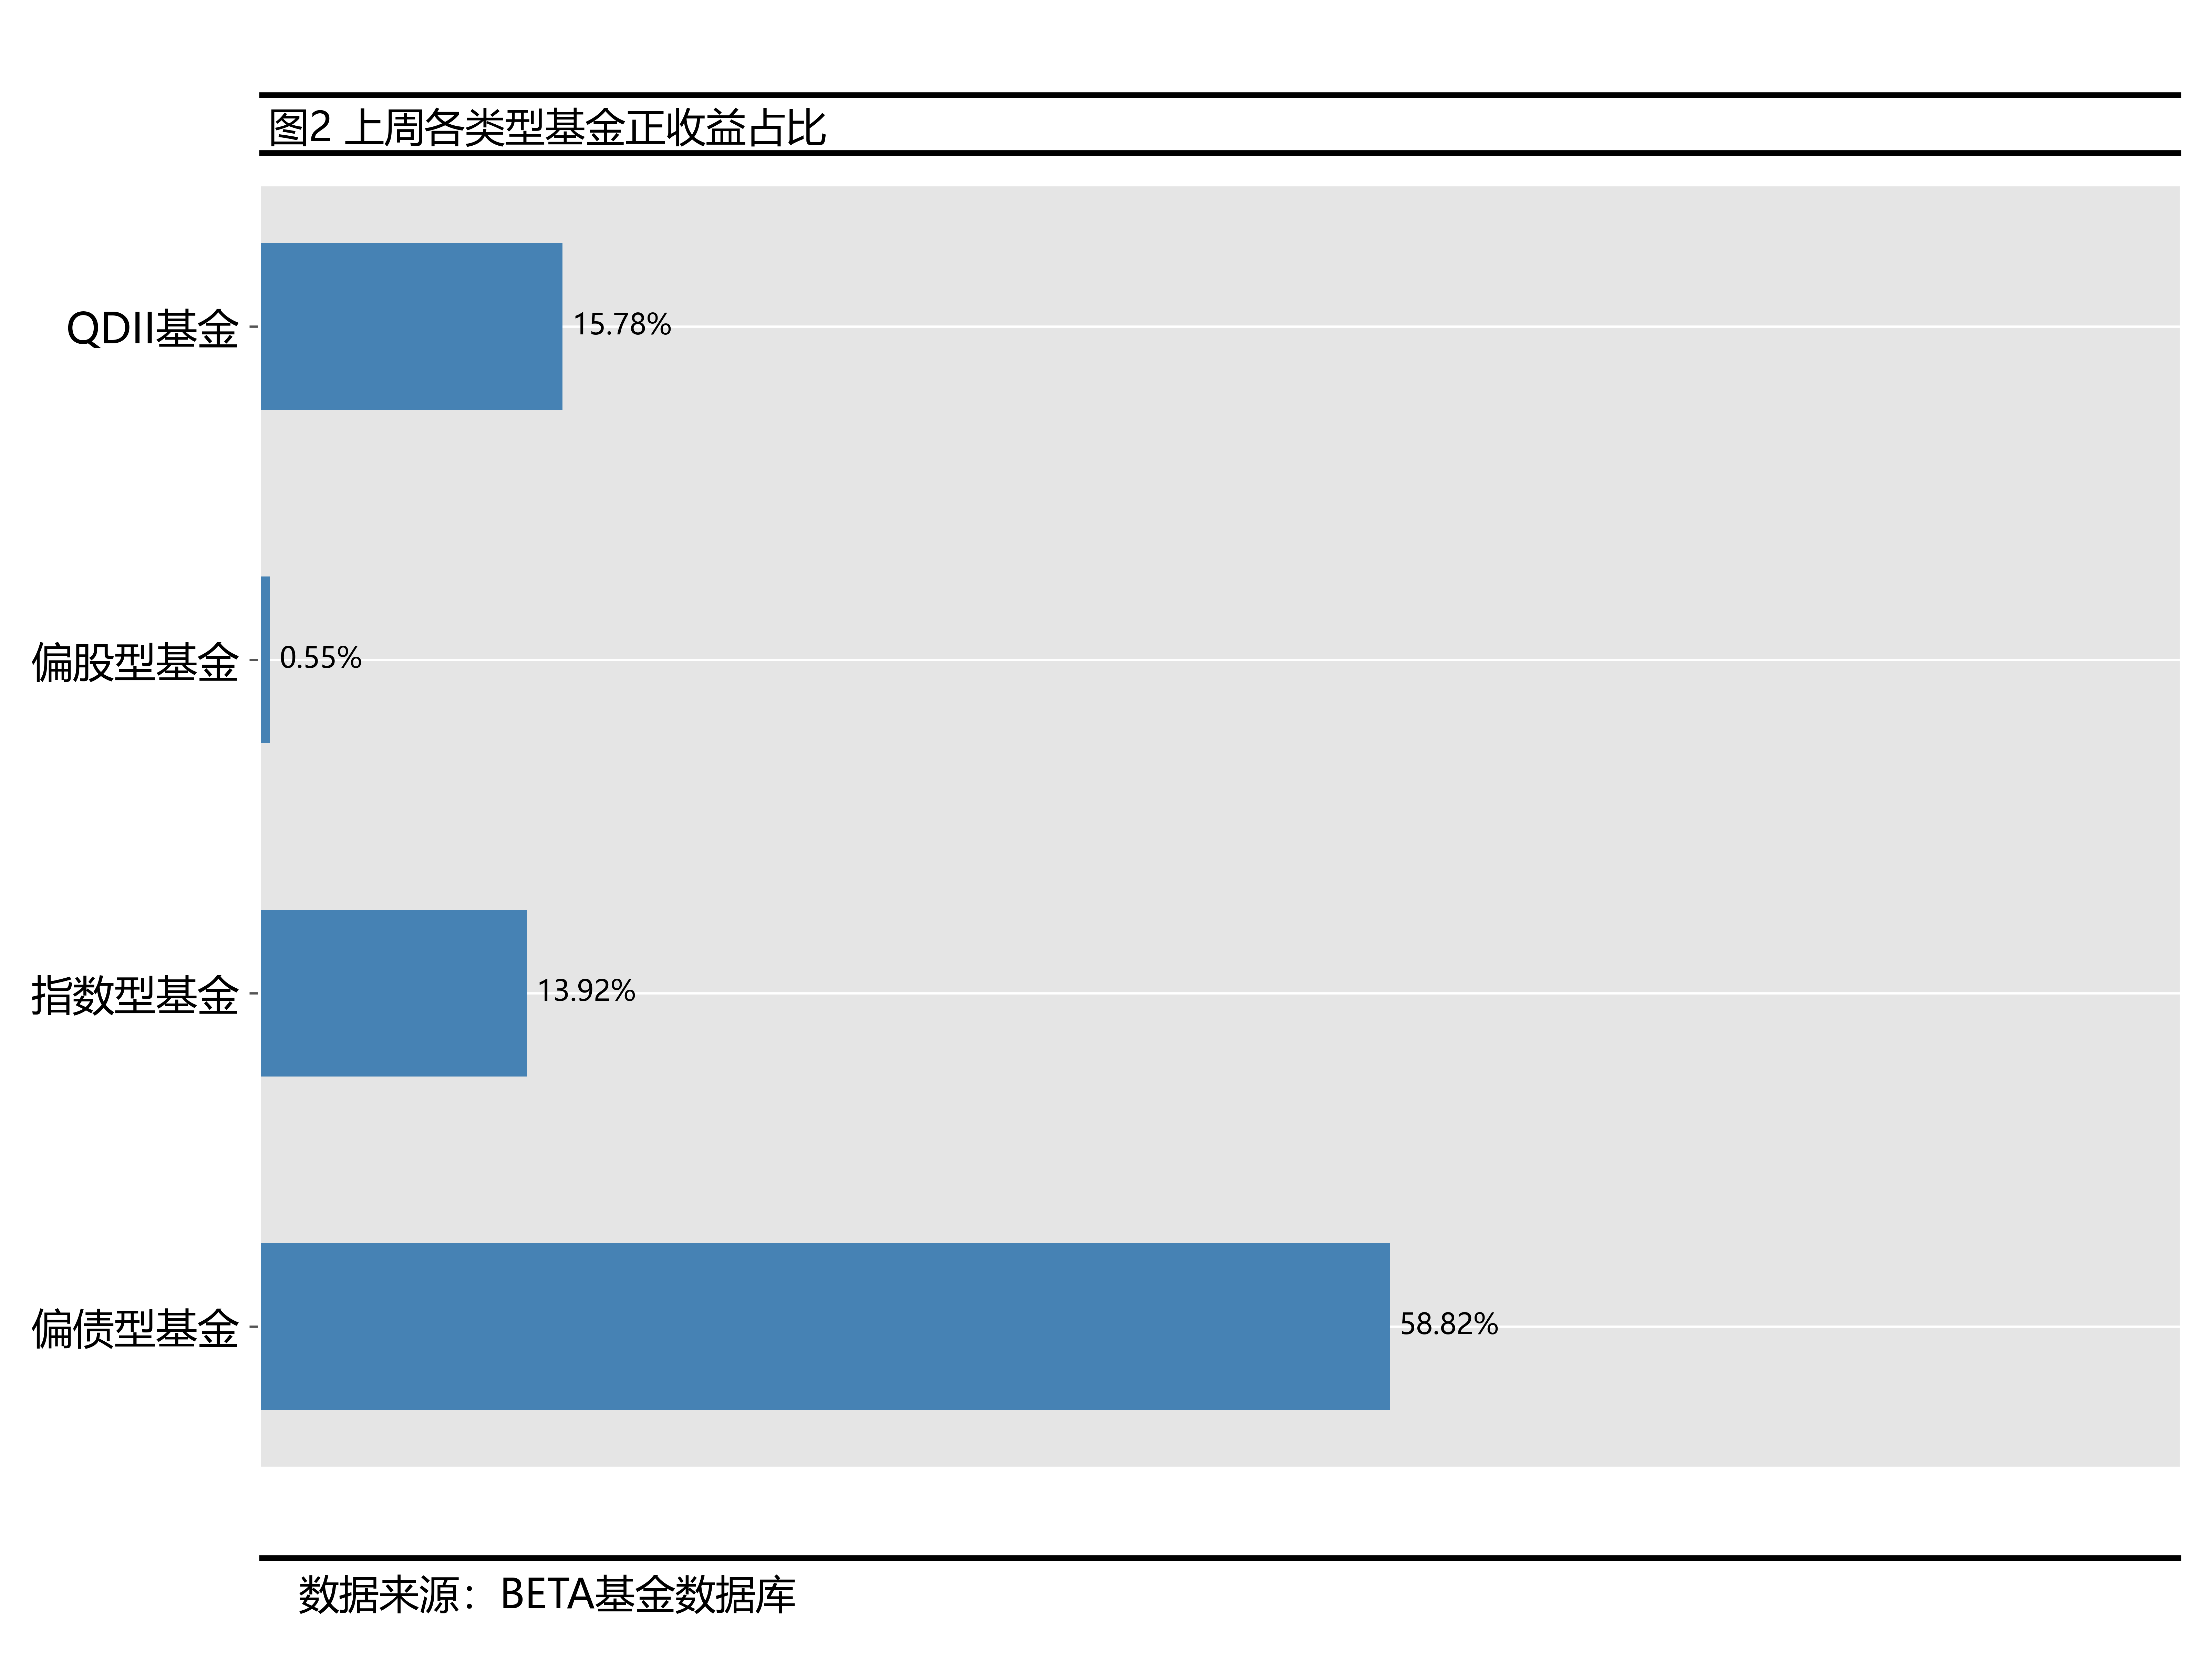 图2 上周各类型基金正收益占比
QDII基金
15.78%
偏股型基金
0.55%
指数型基金
13.92%
偏债型基金
58.82%
数据来源：BETA基金数据库